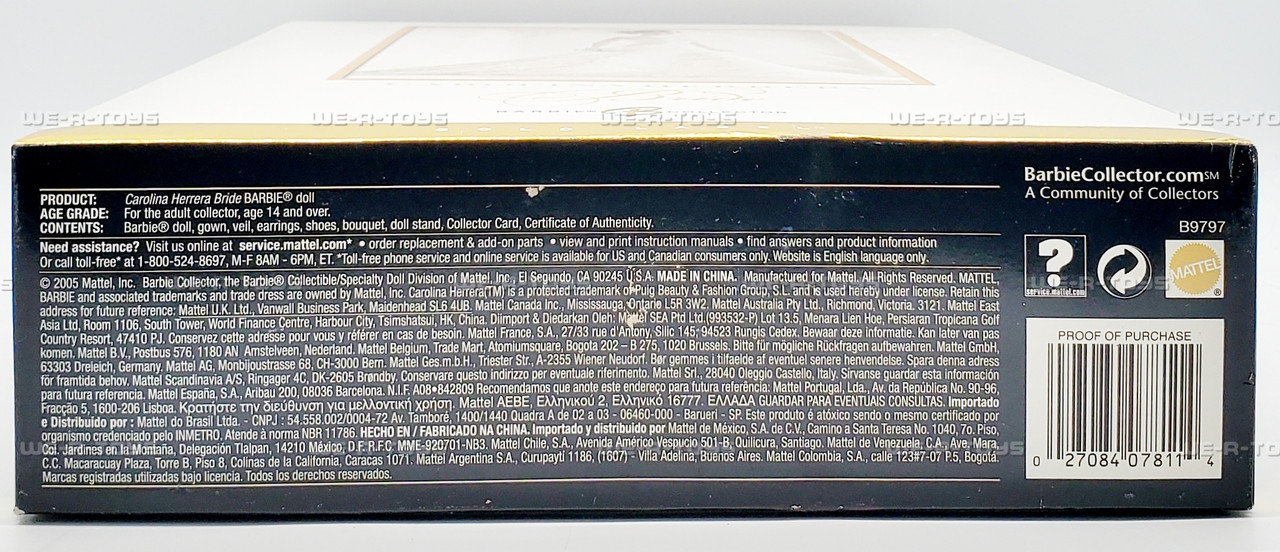 WE-R-TOYS WE-R-TOYS WE-R-TOYS WE-R-TO
BARBIE
PRODUCT: Carolina Herrera Bride BARBIE® doll
AGE GRADE: For the adult collector, age 14 and over.
CONTENTS: Barbie® doll, gown, veil, earrings, shoes, bouquet, doll stand, Collector Card, Certificate of Authenticity.
Need assistance? Visit us online at service.mattel.com* • order replacement & add-on parts • view and print instruction manuals • find answers and product information
Or call toll-free* at 1-800-524-8697, M-F 8AM - 6PM, ET. *Toll-free phone service and online service is available for US and Canadian consumers only. Website is English language only.
© 2005 Mattel, Inc. Barbie Collector, the Barbie® Collectible/Specialty Doll Division of Mattel, Inc. El Segundo, CA 90245 U.S.A. MADE IN CHINA. Manufactured for Mattel. All Rights Reserved. MATTEL,
BARBIE and associated trademarks and trade dress are owned by Mattel, Inc. Carolina Herrera(TM) is a protected trademark of Puig Beauty & Fashion Group, S.L. and is used hereby under license. Retain this
address for future reference: Mattel U.K. Ltd., Vanwall Business Park, Maidenhead SL6 4UB. Mattel Canada Inc., Mississauga, Ontario L5R 3W2. Mattel Australia Pty Ltd., Richmond, Victoria. 3121. Mattel East
Asia Ltd, Room 1106, South Tower, World Finance Centre, Harbour City, Tsimshatsui, HK, China. Diimport & Diedarkan Oleh: Mattel SEA Ptd Ltd.(993532-P) Lot 13.5, Menara Lien Hoe, Persiaran Tropicana Golf
Country Resort, 47410 PJ. Conservez cette adresse pour vous y référer en cas de besoin. Mattel France, S.A., 27/33 rue d'Antony, Silic 145, 94523 Rungis Cedex. Bewaar deze informatie. Kan later van pas
komen. Mattel B.V., Postbus 576, 1180 AN Amstelveen, Nederland. Mattel Belgium, Trade Mart, Atomiumsquare, Bogota 202 - B 275, 1020 Brussels. Bitte für mögliche Rückfragen aufbewahren. Mattel GmbH,
63303 Dreieich, Germany. Mattel AG, Monbijoustrasse 68, CH-3000 Bern. Mattel Ges.m.b.H., Triester Str., A-2355 Wiener Neudorf. Bør gemmes i tilfaelde af eventuel senere henvendelse. Spara denna adress
för framtida behov. Mattel Scandinavia A/S, Ringager 4C, DK-2605 Brøndby. Conservare questo indirizzo per eventuale riferimento. Mattel Srl., 28040 Oleggio Castello, Italy. Sirvanse guardar esta información
para futura referencia. Mattel España, S.A., Aribau 200, 08036 Barcelona. N.I.F. A08•842809 Recomendamos que anote este endereço para futura referência: Mattel Portugal, Lda., Av. da República No. 90-96
Fracção 5, 1600-206 Lisboa. Κρατήστε την διεύθυνση για μελλοντική χρήση. Mattel AEBE, Ελληνικού 2, Ελληνικό 16777. ΕΛΛΑΔΑ GUARDAR PARA EVENTUAIS CONSULTAS. Importado
e Distribuido por : Mattel do Brasil Ltda. - CNPJ : 54.558.002/0004-72 Av. Tamboré, 1400/1440 Quadra A de 02 a 03 - 06460-000 - Barueri - SP. Este produto é atóxico sendo o mesmo certificado por
organismo credenciado pelo INMETRO. Atende à norma NBR 11786. HECHO EN / FABRICADO NA CHINA. Importado y distribuido por Mattel de México, S.A. de C.V., Camino a Santa Teresa No. 1040, 7o. Piso,
Col. Jardines en la Montaña, Delegación Tlalpan, 14210 México, D.F. R.F.C. MME-920701-NB3. Mattel Chile, S.A., Avenida Américo Vespucio 501-B, Quilicura, Santiago. Mattel de Venezuela, C.A., Ave. Mara,
C.C. Macaracuay Plaza, Torre B, Piso 8, Colinas de la California, Caracas 1071. Mattel Argentina S.A., Curupaytí 1186, (1607) - Villa Adelina, Buenos Aires. Mattel Colombia, S.A., calle 123#7-07 P.5, Bogotá.
Marcas registradas utilizadas bajo licencia. Todos los derechos reservados.
BarbieCollector.com℠
A Community of Collectors
B9797
?
service.mattel.com
MATTEL
®
PROOF OF PURCHASE
0 27084 07811 4